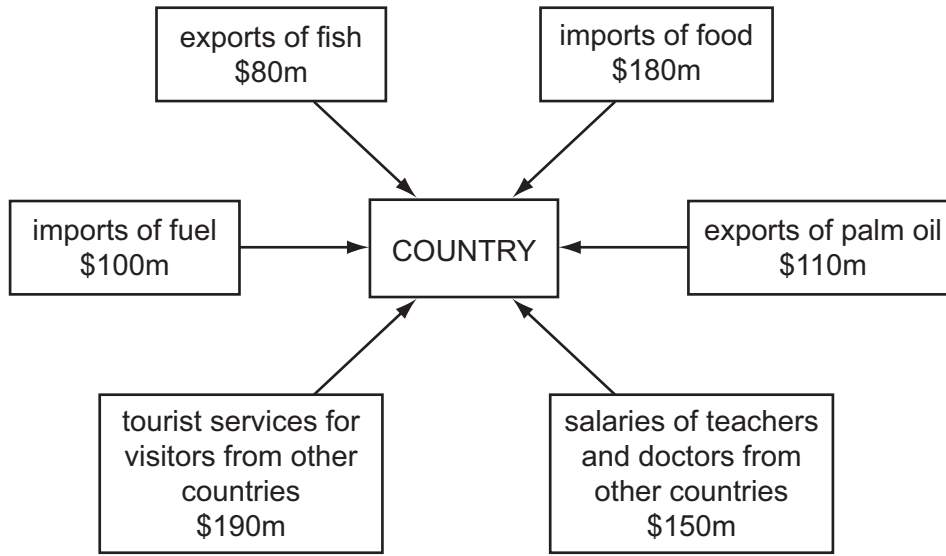 exports of fish
$80m
imports of food
$180m
imports of fuel
$100m
COUNTRY
exports of palm oil
$110m
tourist services for
visitors from other
countries
$190m
salaries of teachers
and doctors from
other countries
$150m